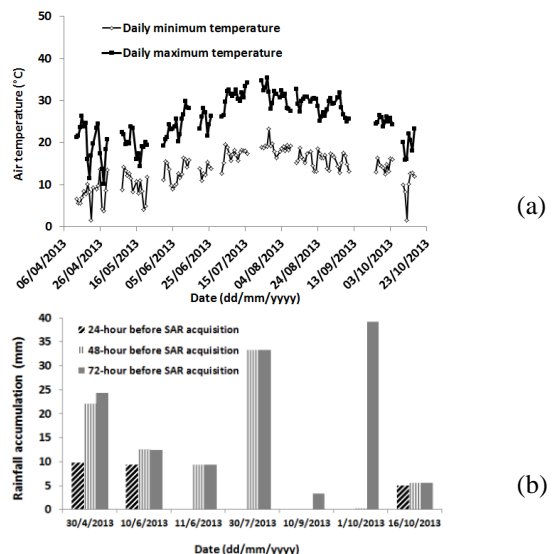 50
40
30
20
10
0
Air temperature (°C)
Daily minimum temperature
Daily maximum temperature
06/04/2013
26/04/2013
16/05/2013
05/06/2013
25/06/2013
15/07/2013
04/08/2013
24/08/2013
13/09/2013
03/10/2013
23/10/2013
Date (dd/mm/yyyy)
(a)
40
35
30
25
20
15
10
5
0
Rainfall accumulation (mm)
24-hour before SAR acquisition
48-hour before SAR acquisition
72-hour before SAR acquisition
30/4/2013 10/6/2013 11/6/2013 30/7/2013 10/9/2013 1/10/2013 16/10/2013
Date (dd/mm/yyyy)
(b)